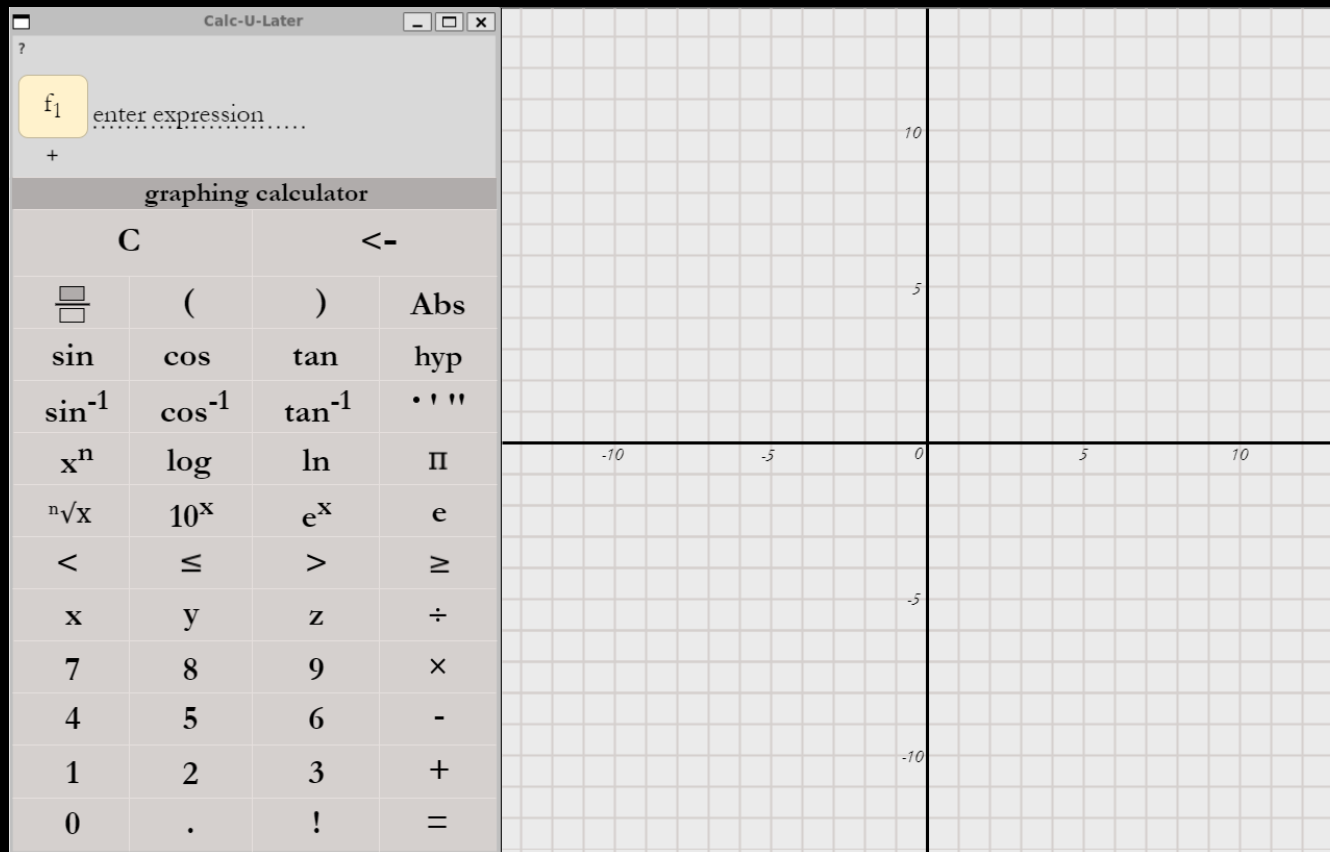 Calc-U-Later
?
f1 enter expression
+
graphing calculator
C <-
( ) Abs
sin cos tan hyp
sin-1 cos-1 tan-1 • ' "
xn log ln π
n√x 10x ex e
< ≤ > ≥
x y z ÷
7 8 9 ×
4 5 6 -
1 2 3 +
0 . ! =
10
5
-10 -5 0 5 10
-5
-10